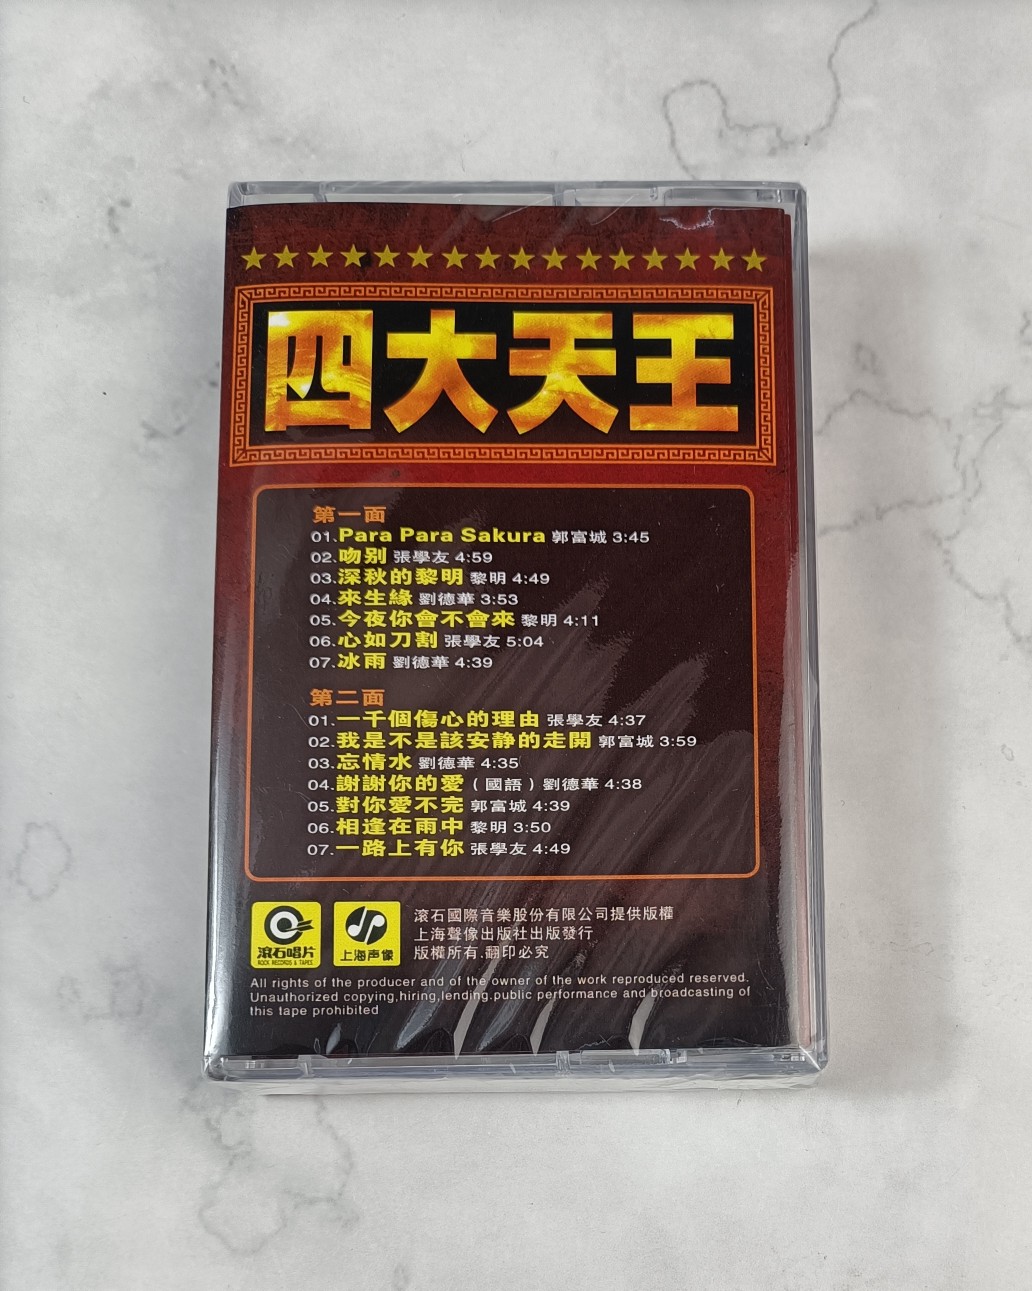 四大天王
第一面
01.Para Para Sakura 郭富城 3:45
02.吻别 張學友 4:59
03.深秋的黎明 黎明 4:49
04.來生緣 劉德華 3:53
05.今夜你會不會來 黎明 4:11
06.心如刀割 張學友 5:04
07.冰雨 劉德華 4:39
第二面
01.一千個傷心的理由 張學友 4:37
02.我是不是該安静的走開 郭富城 3:59
03.忘情水 劉德華 4:35
04.謝謝你的愛（國語）劉德華 4:38
05.對你愛不完 郭富城 4:39
06.相逢在雨中 黎明 3:50
07.一路上有你 張學友 4:49
滾石唱片
ROCK RECORDS & TAPES
上海声像
滾石國際音樂股份有限公司提供版權
上海聲像出版社出版發行
版權所有.翻印必究
All rights of the producer and of the owner of the work reproduced reserved.
Unauthorized copying,hiring,lending.public performance and broadcasting of
this tape prohibited